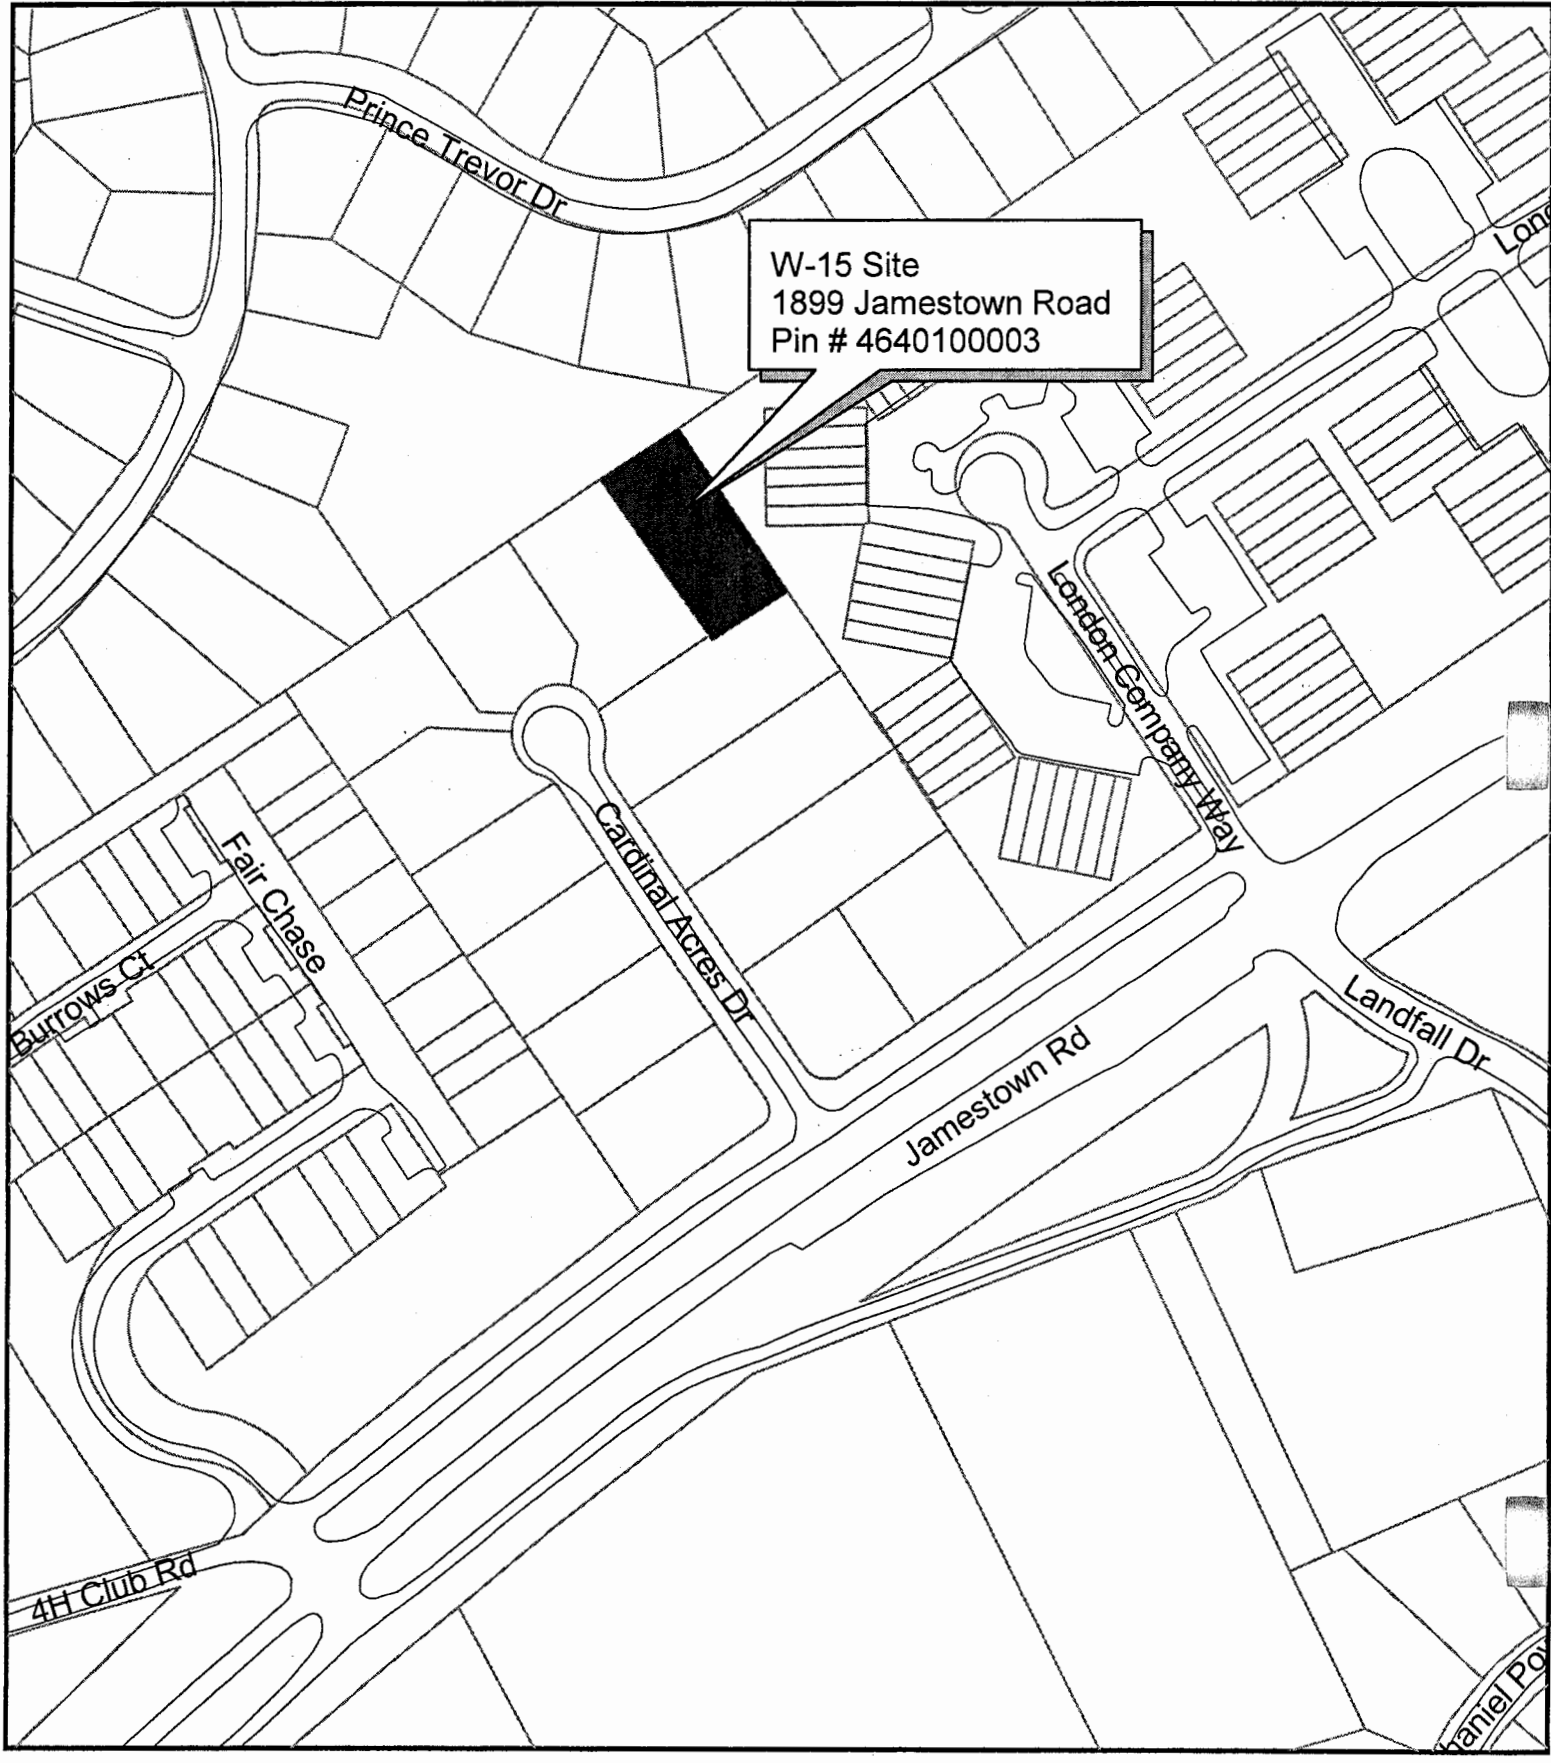 Prince Trevor Dr
W-15 Site
1899 Jamestown Road
Pin # 4640100003
London Company Way
Cardinal Acres Dr
Fair Chase
Burrows Ct
Landfall Dr
Jamestown Rd
4H Club Rd